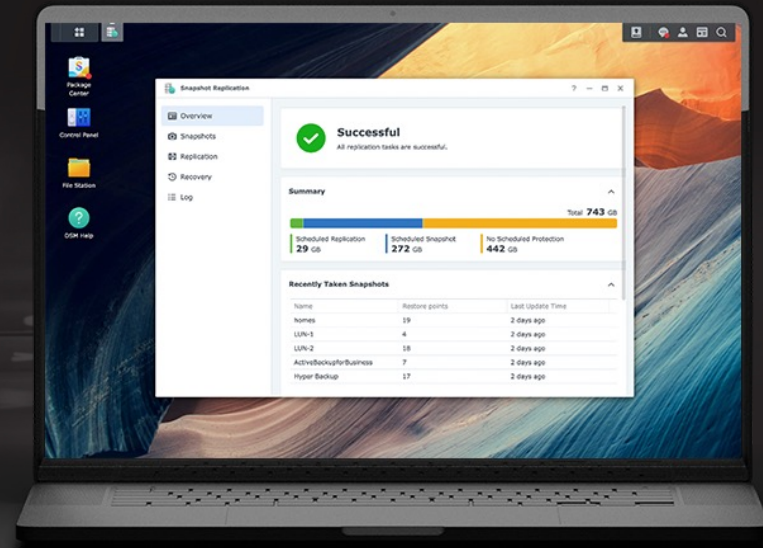 Snapshot Replication
Package
Center
Control Panel
File Station
DSM Help
Overview
Snapshots
Replication
Recovery
Log
Successful
All replication tasks are successful.
Summary
Total 743 GB
Scheduled Replication
29 GB
Scheduled Snapshot
272 GB
No Scheduled Protection
442 GB
Recently Taken Snapshots
Name Restore points Last Update Time
homes 19 2 days ago
LUN-1 4 2 days ago
LUN-2 18 2 days ago
ActiveBackupforBusiness 7 2 days ago
Hyper Backup 17 2 days ago